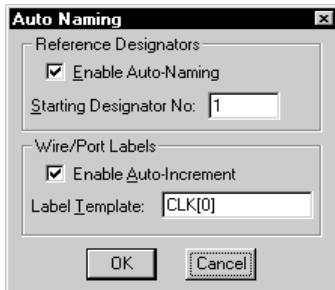 Auto Naming
Reference Designators
Enable Auto-Naming
Starting Designator No: 1
Wire/Port Labels
Enable Auto-Increment
Label Template: CLK[0]
OK Cancel